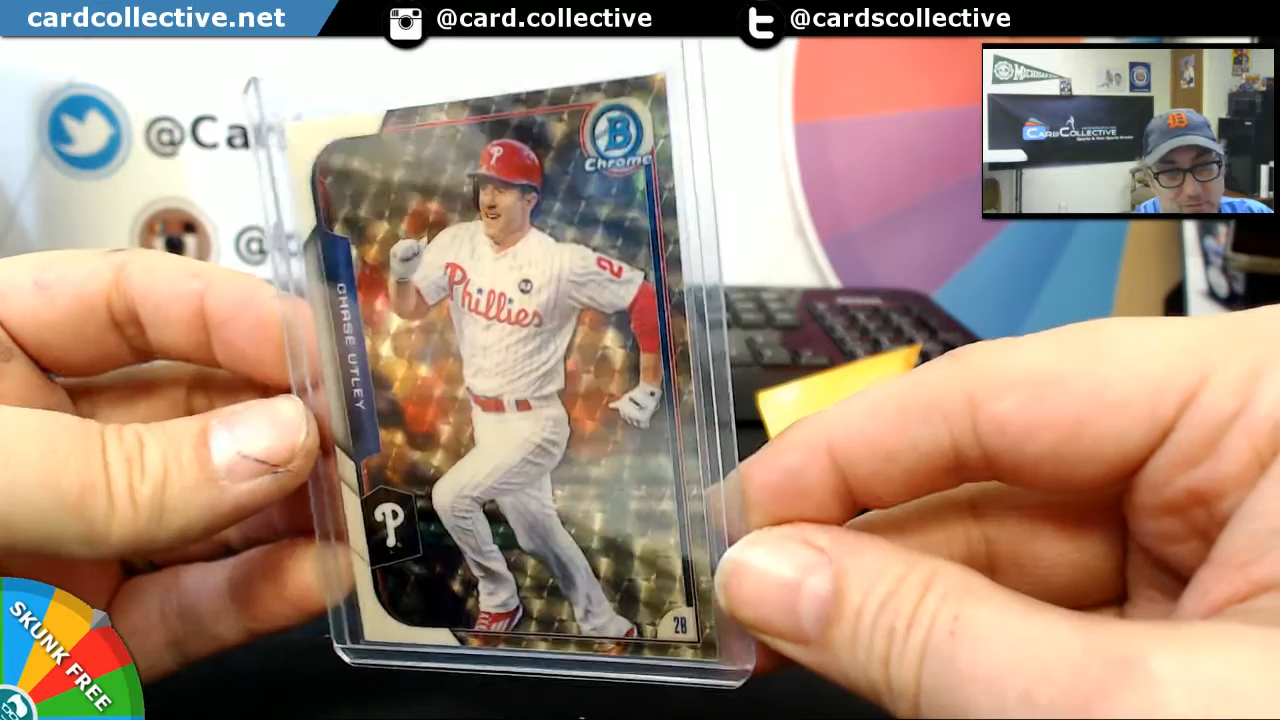 cardcollective.net
@card.collective
@cardscollective
MICHIGAN
CARDCOLLECTIVE
@Ca
@
B
Chrome
P
Phillies
2
CHASE UTLEY
P
28
SKUNK FREE